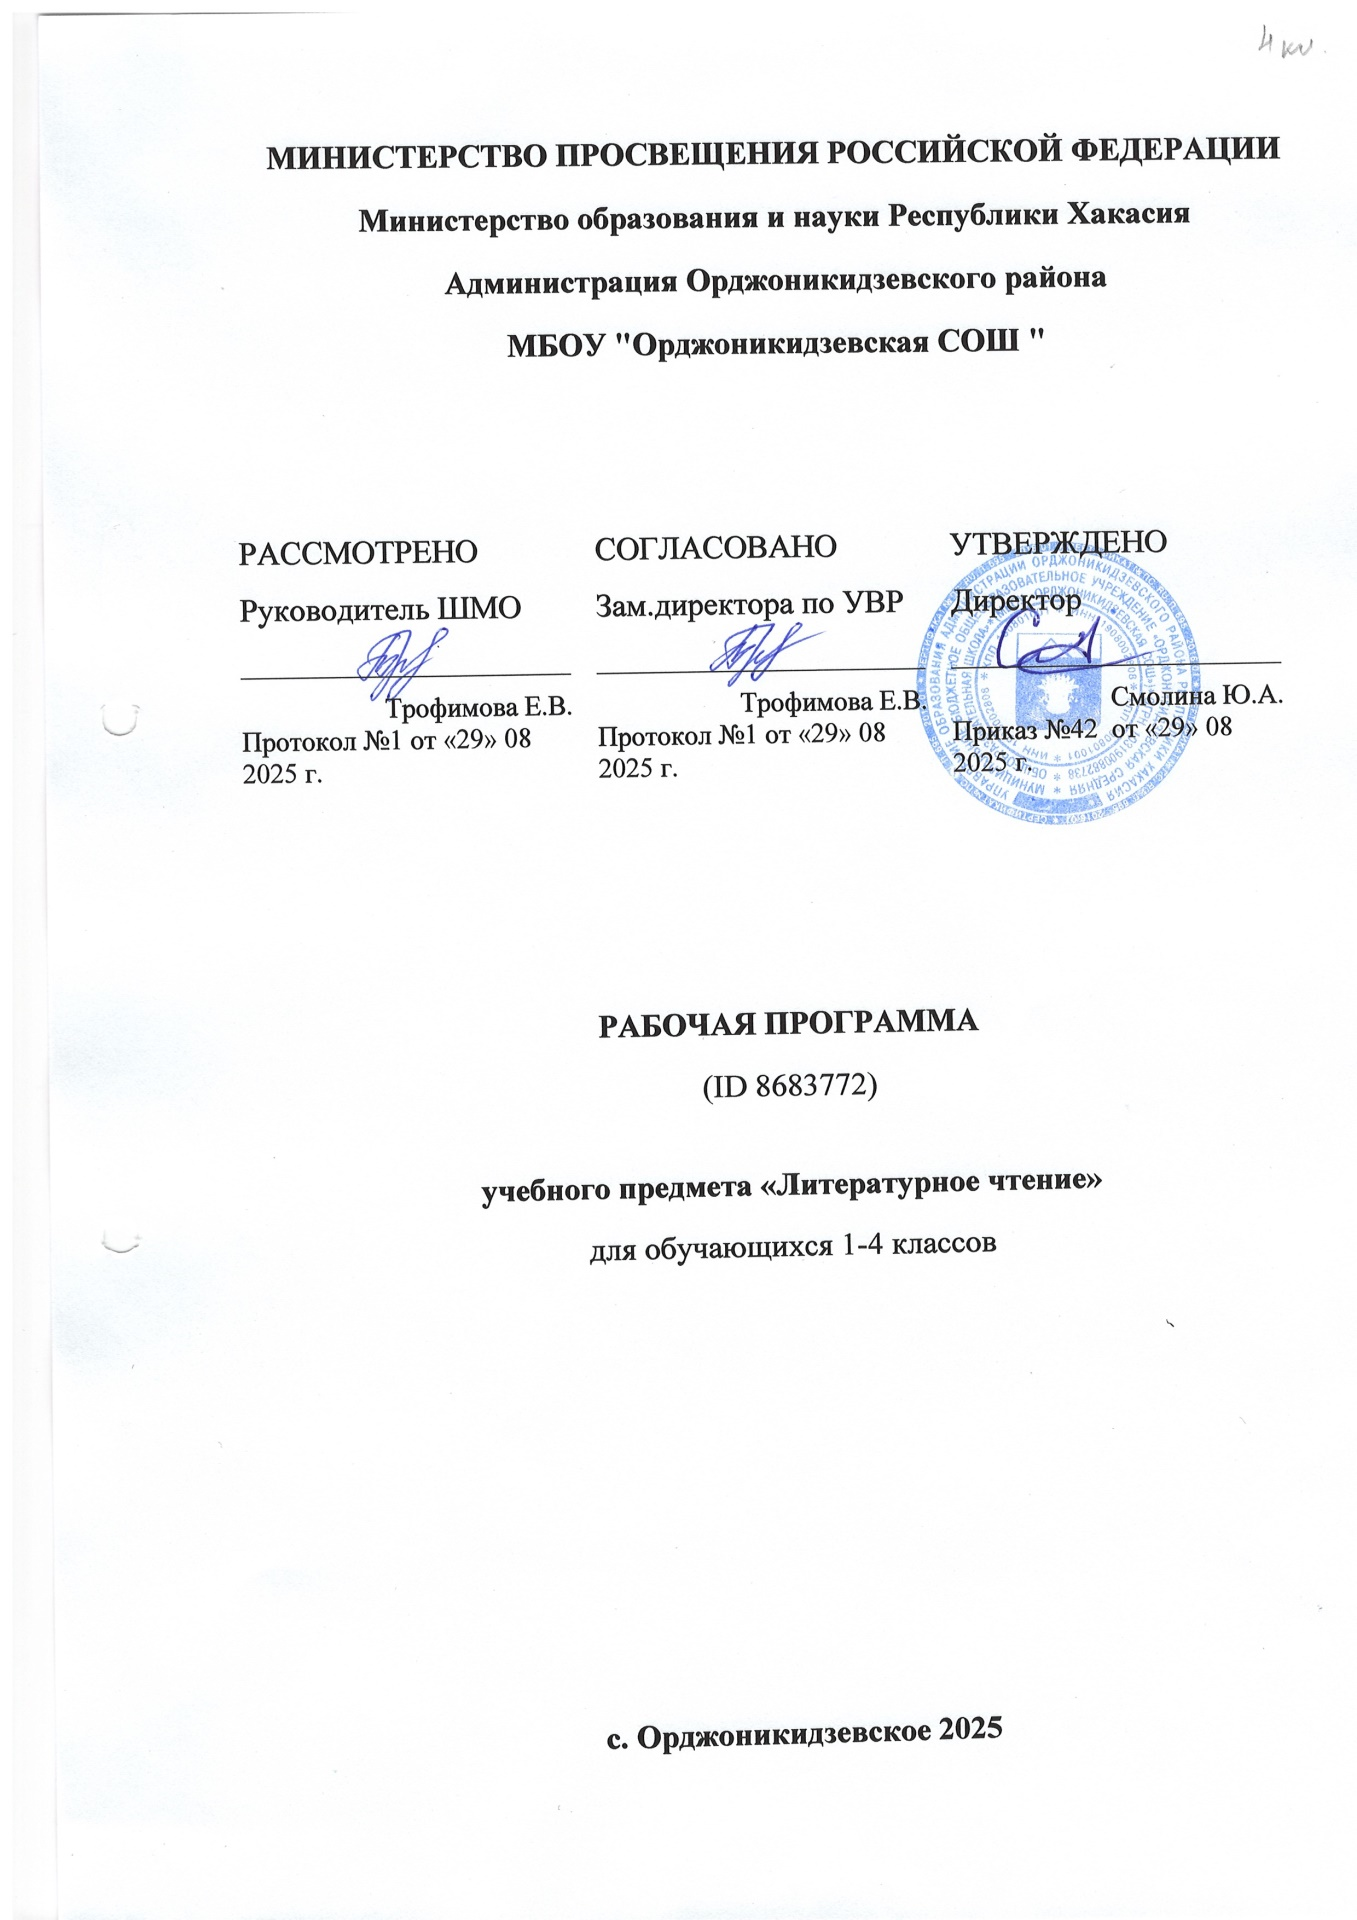 4 кл.
МИНИСТЕРСТВО ПРОСВЕЩЕНИЯ РОССИЙСКОЙ ФЕДЕРАЦИИ
Министерство образования и науки Республики Хакасия
Администрация Орджоникидзевского района
МБОУ "Орджоникидзевская СОШ "
РАССМОТРЕНО
Руководитель ШМО
Трофимова Е.В.
Протокол №1 от «29» 08
2025 г.
СОГЛАСОВАНО
Зам.директора по УВР
Трофимова Е.В.
Протокол №1 от «29» 08
2025 г.
УТВЕРЖДЕНО
Директор
Смолина Ю.А.
Приказ №42 от «29» 08
2025 г.
РАБОЧАЯ ПРОГРАММА
(ID 8683772)
учебного предмета «Литературное чтение»
для обучающихся 1-4 классов
с. Орджоникидзевское 2025